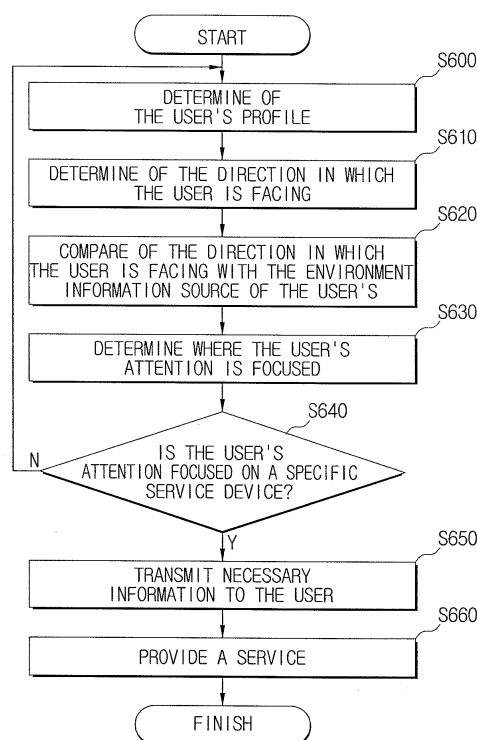 START
S600
DETERMINE OF
THE USER'S PROFILE
S610
DETERMINE OF THE DIRECTION IN WHICH
THE USER IS FACING
S620
COMPARE OF THE DIRECTION IN WHICH
THE USER IS FACING WITH THE ENVIRONMENT
INFORMATION SOURCE OF THE USER'S
S630
DETERMINE WHERE THE USER'S
ATTENTION IS FOCUSED
S640
IS THE USER'S
ATTENTION FOCUSED ON A SPECIFIC
SERVICE DEVICE?
N
Y
S650
TRANSMIT NECESSARY
INFORMATION TO THE USER
S660
PROVIDE A SERVICE
FINISH